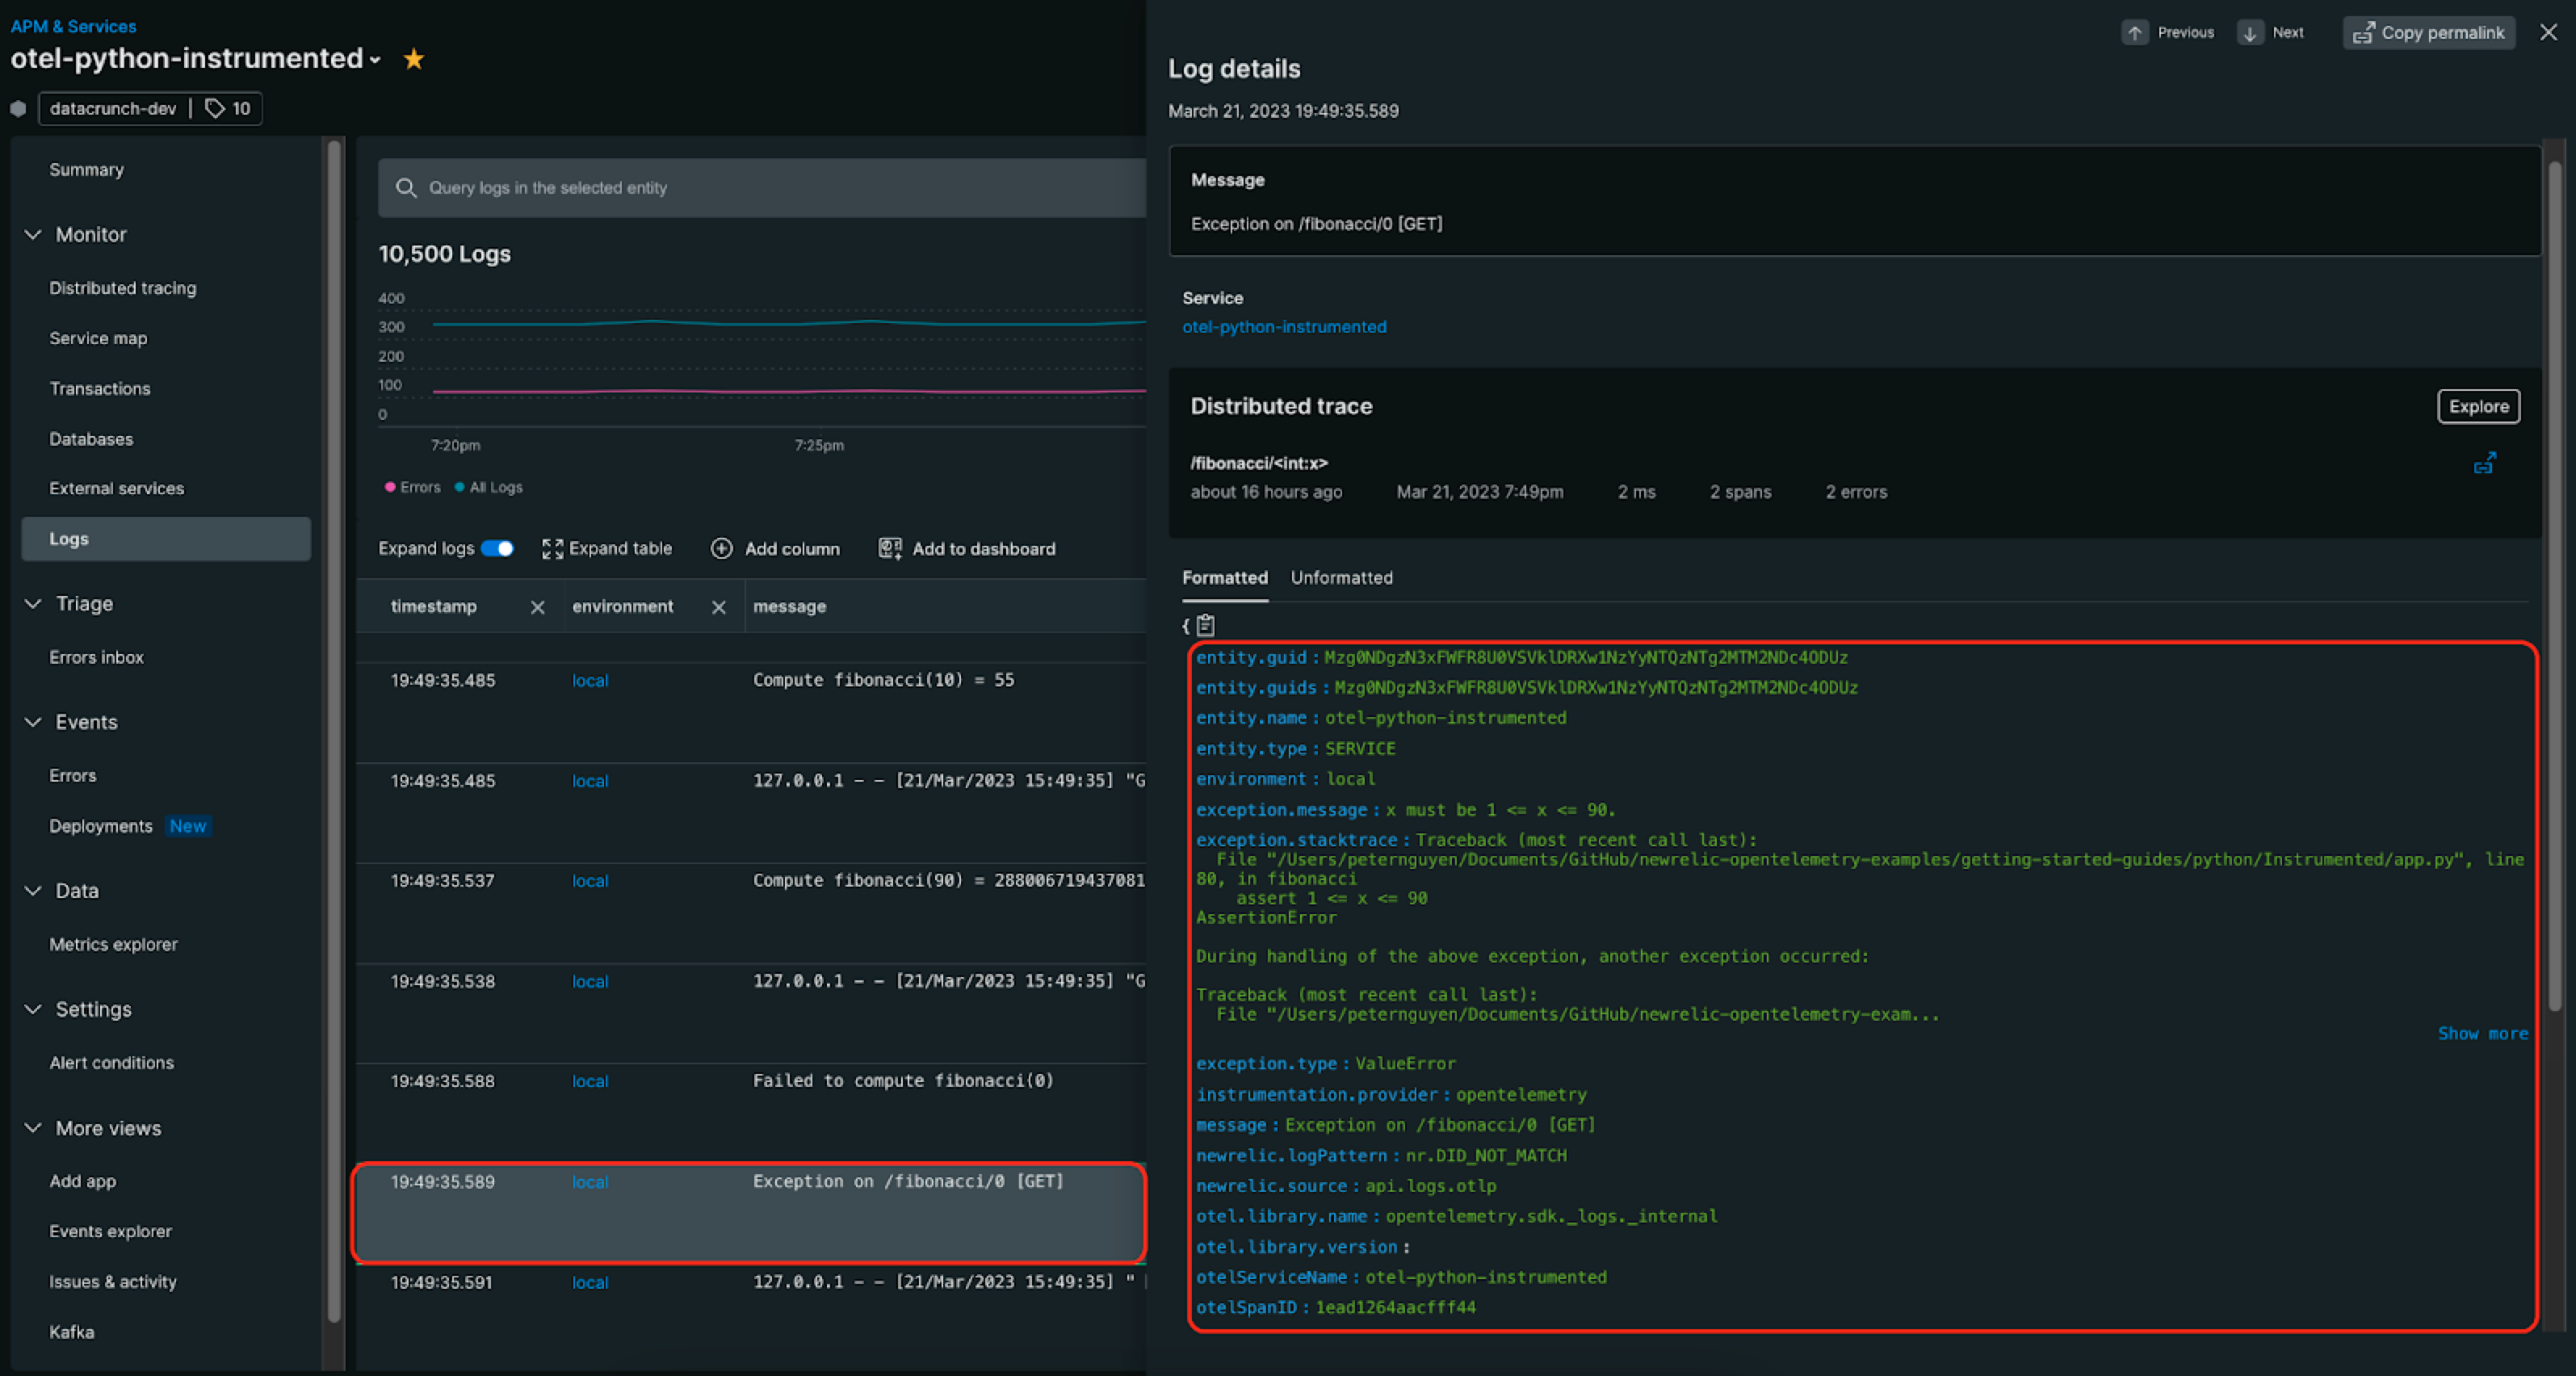 APM & Services
otel-python-instrumented
datacrunch-dev | 10
Summary
Monitor
Distributed tracing
Service map
Transactions
Databases
External services
Logs
Triage
Errors inbox
Events
Errors
Deployments New
Data
Metrics explorer
Settings
Alert conditions
More views
Add app
Events explorer
Issues & activity
Kafka
Query logs in the selected entity
10,500 Logs
400
300
200
100
0
7:20pm 7:25pm
Errors All Logs
Expand logs Expand table Add column Add to dashboard
timestamp environment message
19:49:35.485 local Compute fibonacci(10) = 55
19:49:35.485 local 127.0.0.1 - - [21/Mar/2023 15:49:35] "G
19:49:35.537 local Compute fibonacci(90) = 288006719437081
19:49:35.538 local 127.0.0.1 - - [21/Mar/2023 15:49:35] "G
19:49:35.588 local Failed to compute fibonacci(0)
19:49:35.589 local Exception on /fibonacci/0 [GET]
19:49:35.591 local 127.0.0.1 - - [21/Mar/2023 15:49:35] "
Previous Next Copy permalink
Log details
March 21, 2023 19:49:35.589
Message
Exception on /fibonacci/0 [GET]
Service
otel-python-instrumented
Distributed trace
Explore
/fibonacci/<int:x>
about 16 hours ago Mar 21, 2023 7:49pm 2 ms 2 spans 2 errors
Formatted Unformatted
{
entity.guid : Mzg0NDgzN3xFWFR8U0VSVklDRXw1NzYyNTQzNTg2MTM2NDc4ODUz
entity.guids : Mzg0NDgzN3xFWFR8U0VSVklDRXw1NzYyNTQzNTg2MTM2NDc4ODUz
entity.name : otel-python-instrumented
entity.type : SERVICE
environment : local
exception.message : x must be 1 <= x <= 90.
exception.stacktrace : Traceback (most recent call last):
File "/Users/peternguyen/Documents/GitHub/newrelic-opentelemetry-examples/getting-started-guides/python/Instrumented/app.py", line
80, in fibonacci
assert 1 <= x <= 90
AssertionError
During handling of the above exception, another exception occurred:
Traceback (most recent call last):
File "/Users/peternguyen/Documents/GitHub/newrelic-opentelemetry-exam...
Show more
exception.type : ValueError
instrumentation.provider : opentelemetry
message : Exception on /fibonacci/0 [GET]
newrelic.logPattern : nr.DID_NOT_MATCH
newrelic.source : api.logs.otlp
otel.library.name : opentelemetry.sdk._logs._internal
otel.library.version :
otelServiceName : otel-python-instrumented
otelSpanID : 1ead1264aacfff44